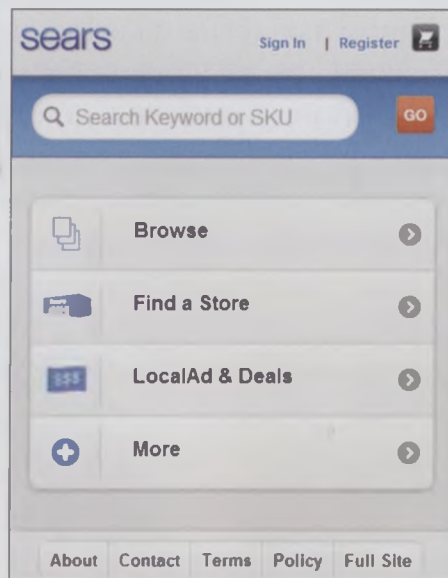 sears
Sign In | Register
Search Keyword or SKU GO
Browse
Find a Store
$$$ LocalAd & Deals
More
About Contact Terms Policy Full Site